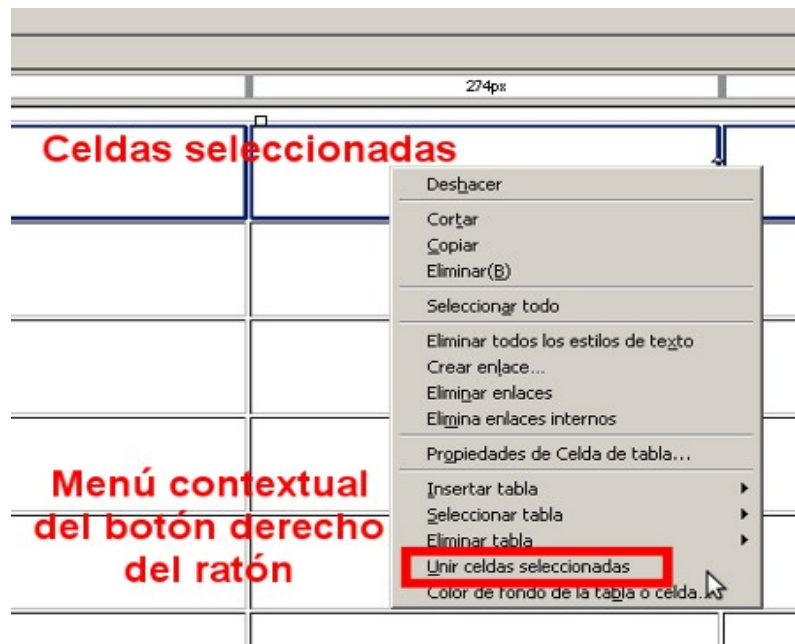 274px
Celdas seleccionadas
Deshacer
Cortar
Copiar
Eliminar(B)
Seleccionar todo
Eliminar todos los estilos de texto
Crear enlace...
Eliminar enlaces
Elimina enlaces internos
Propiedades de Celda de tabla...
Insertar tabla
Seleccionar tabla
Eliminar tabla
Unir celdas seleccionadas
Color de fondo de la tabla o celda...
Menú contextual
del botón derecho
del ratón